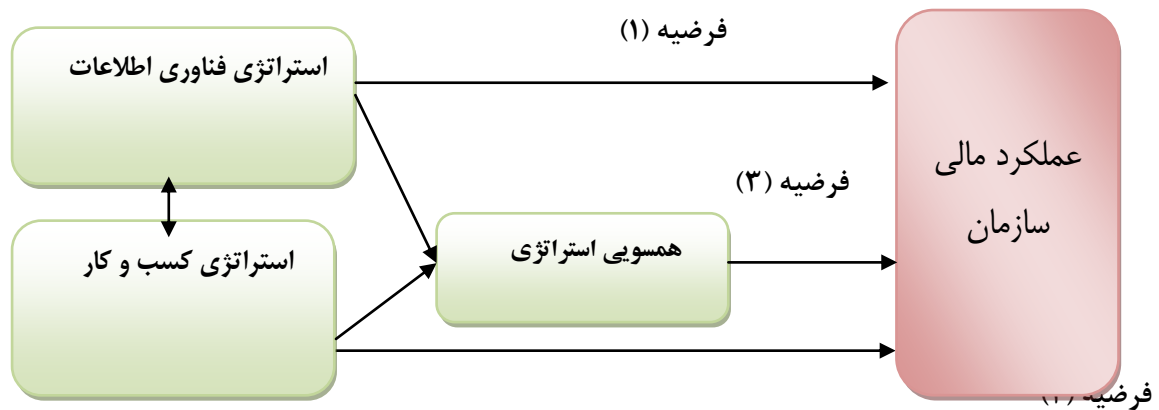 فرضیه (۱)
استراتژی فناوری اطلاعات
عملکرد مالی
سازمان
فرضیه (۳)
همسویی استراتژی
استراتژی کسب و کار
فرضیه